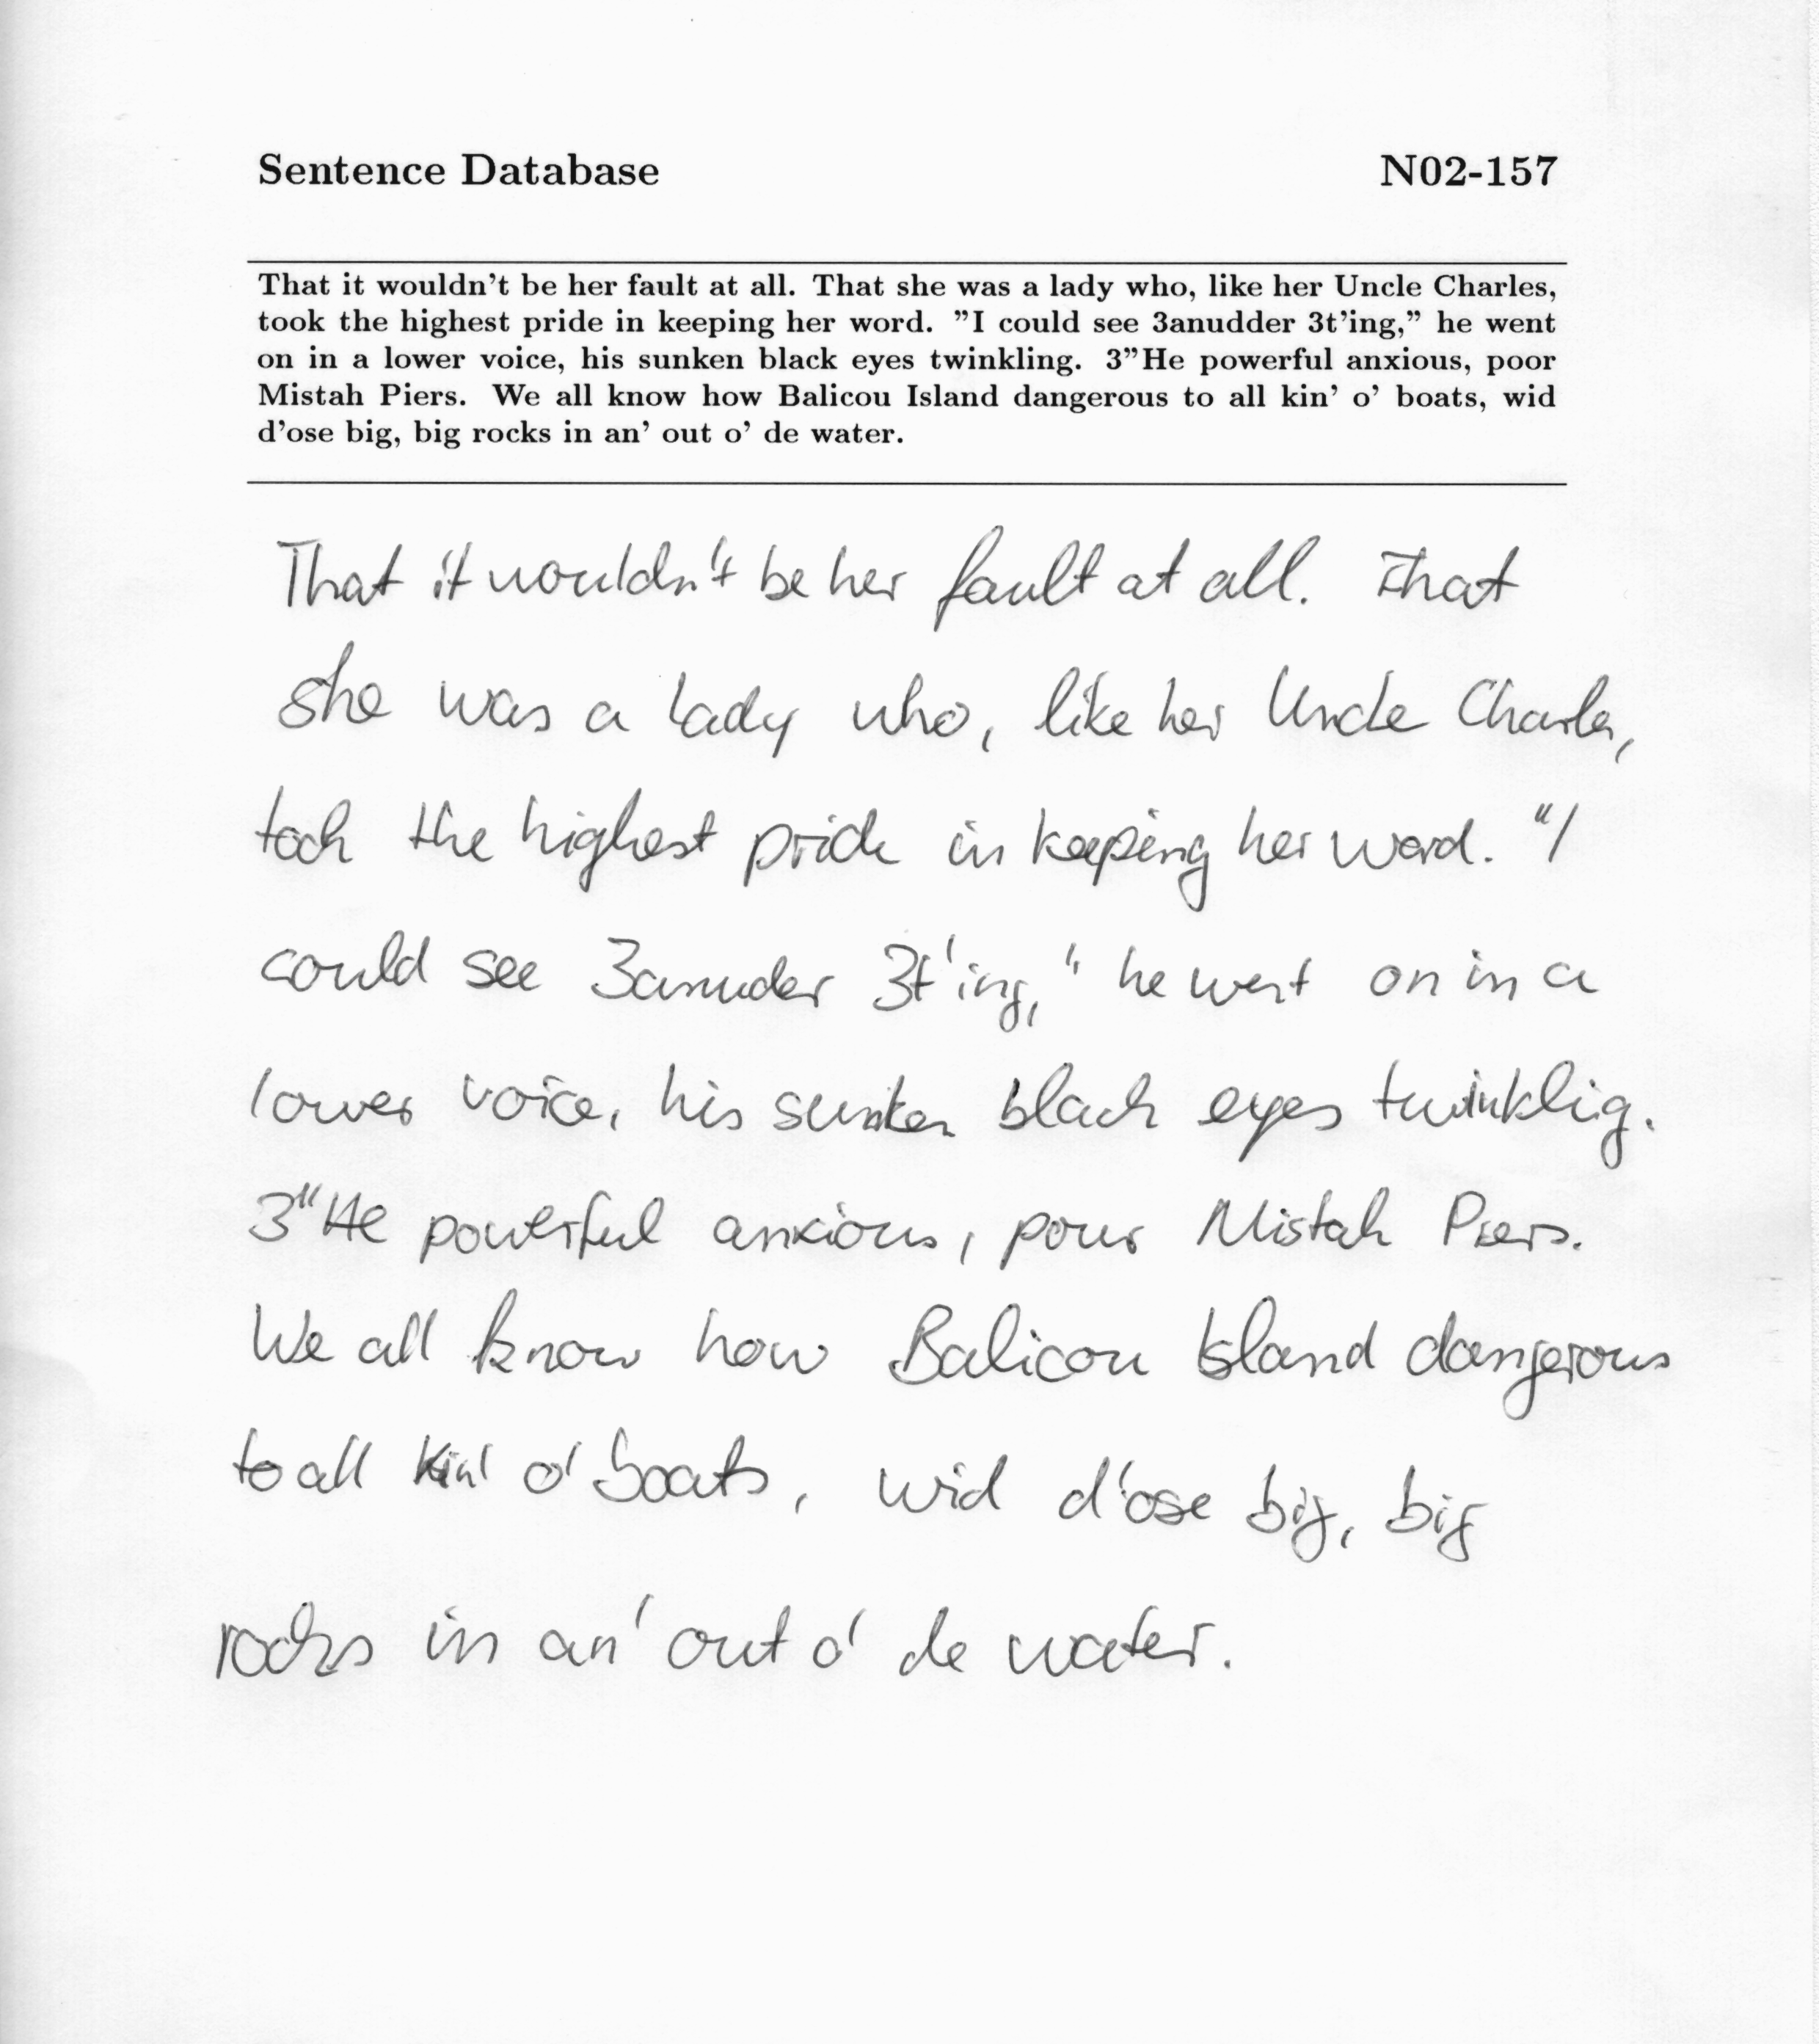 Sentence Database N02-157
That it wouldn't be her fault at all. That she was a lady who, like her Uncle Charles,
took the highest pride in keeping her word. "I could see 3anudder 3t'ing," he went
on in a lower voice, his sunken black eyes twinkling. 3"He powerful anxious, poor
Mistah Piers. We all know how Balicou Island dangerous to all kin' o' boats, wid
d'ose big, big rocks in an' out o' de water.
That it wouldn't be her fault at all. That
she was a lady who, like her Uncle Charles,
took the highest pride in keeping her word. "I
could see 3anuder 3t'ing," he went on in a
lower voice, his sunken black eyes twinklig.
3"He powerful anxious, pour Mistah Piers.
We all know how Balicou Island dangerous
to all kin' o' boats, wid d'ose big, big
rocks in an' out o' de water.